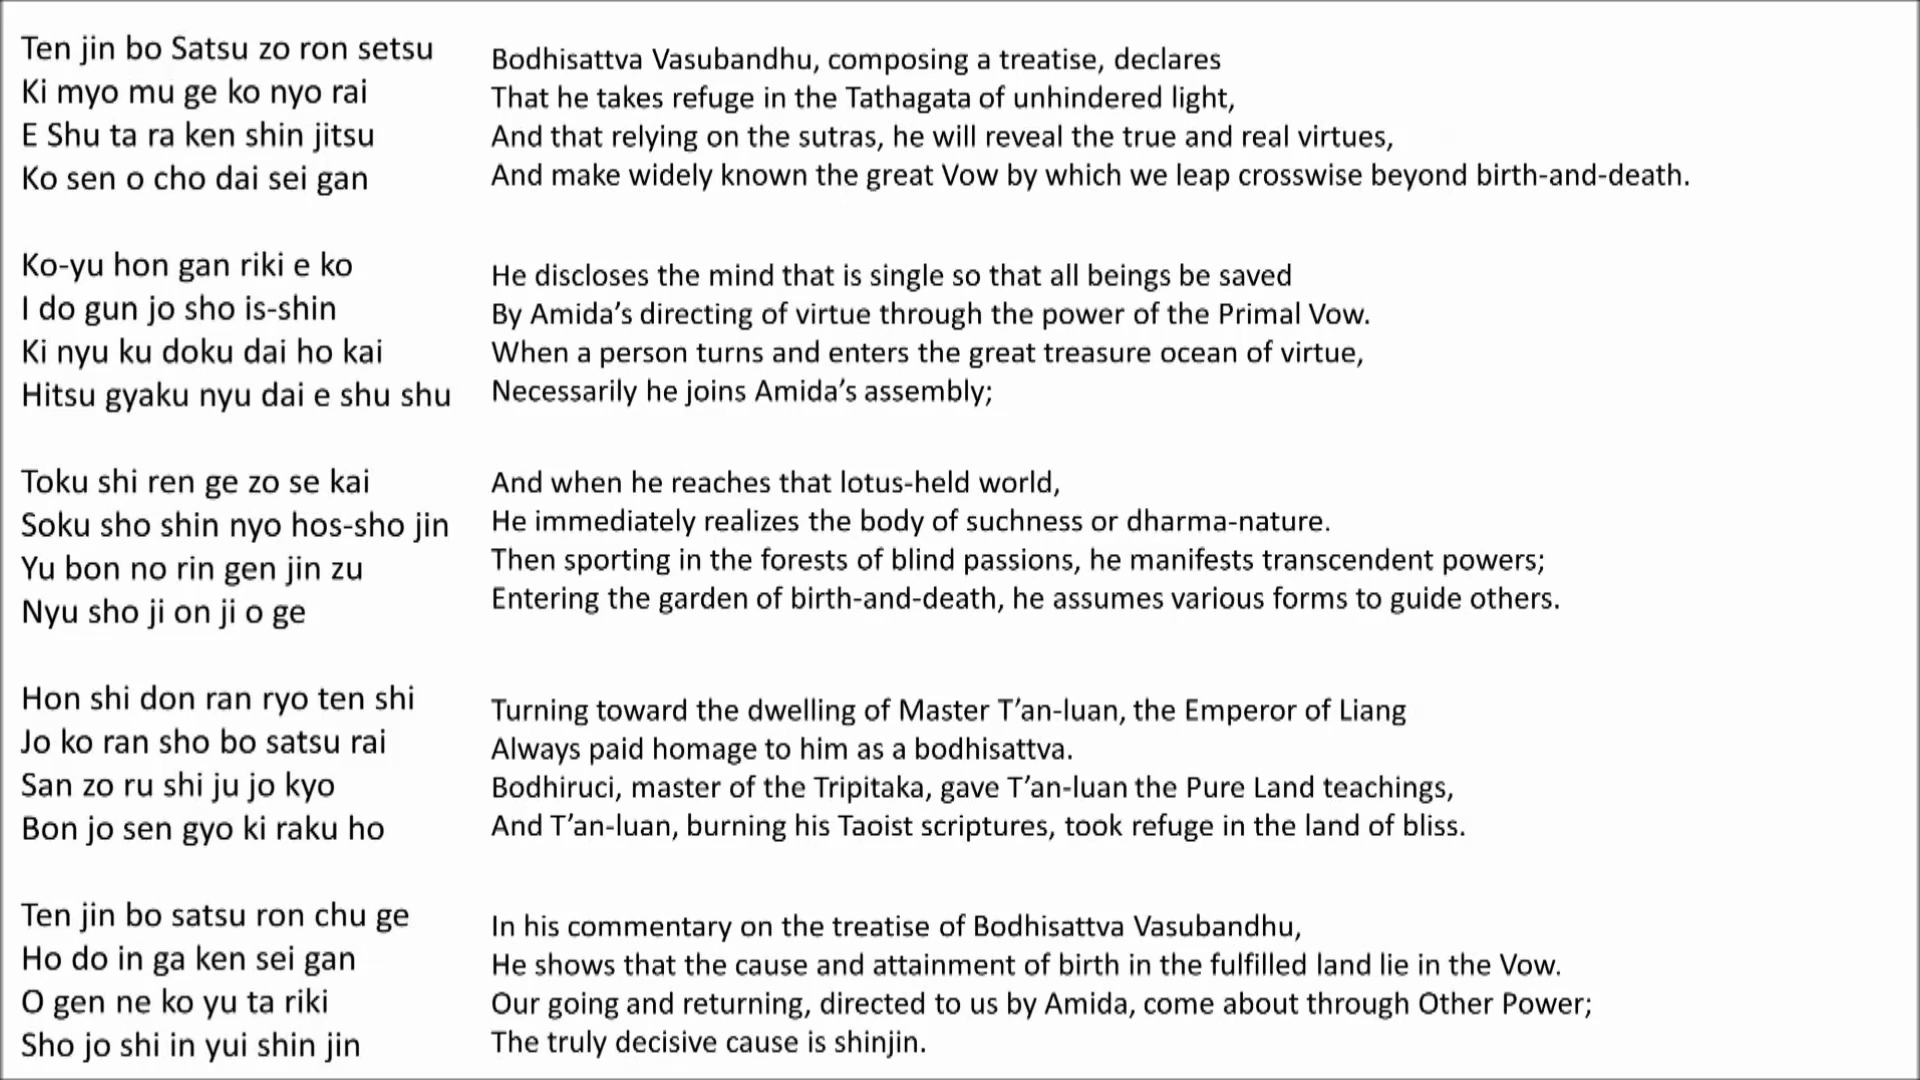 Ten jin bo Satsu zo ron setsu
Ki myo mu ge ko nyo rai
E Shu ta ra ken shin jitsu
Ko sen o cho dai sei gan
Bodhisattva Vasubandhu, composing a treatise, declares
That he takes refuge in the Tathagata of unhindered light,
And that relying on the sutras, he will reveal the true and real virtues,
And make widely known the great Vow by which we leap crosswise beyond birth-and-death.
Ko-yu hon gan riki e ko
I do gun jo sho is-shin
Ki nyu ku doku dai ho kai
Hitsu gyaku nyu dai e shu shu
He discloses the mind that is single so that all beings be saved
By Amida's directing of virtue through the power of the Primal Vow.
When a person turns and enters the great treasure ocean of virtue,
Necessarily he joins Amida's assembly;
Toku shi ren ge zo se kai
Soku sho shin nyo hos-sho jin
Yu bon no rin gen jin zu
Nyu sho ji on ji o ge
And when he reaches that lotus-held world,
He immediately realizes the body of suchness or dharma-nature.
Then sporting in the forests of blind passions, he manifests transcendent powers;
Entering the garden of birth-and-death, he assumes various forms to guide others.
Hon shi don ran ryo ten shi
Jo ko ran sho bo satsu rai
San zo ru shi ju jo kyo
Bon jo sen gyo ki raku ho
Turning toward the dwelling of Master T'an-luan, the Emperor of Liang
Always paid homage to him as a bodhisattva.
Bodhiruci, master of the Tripitaka, gave T'an-luan the Pure Land teachings,
And T'an-luan, burning his Taoist scriptures, took refuge in the land of bliss.
Ten jin bo satsu ron chu ge
Ho do in ga ken sei gan
O gen ne ko yu ta riki
Sho jo shi in yui shin jin
In his commentary on the treatise of Bodhisattva Vasubandhu,
He shows that the cause and attainment of birth in the fulfilled land lie in the Vow.
Our going and returning, directed to us by Amida, come about through Other Power;
The truly decisive cause is shinjin.